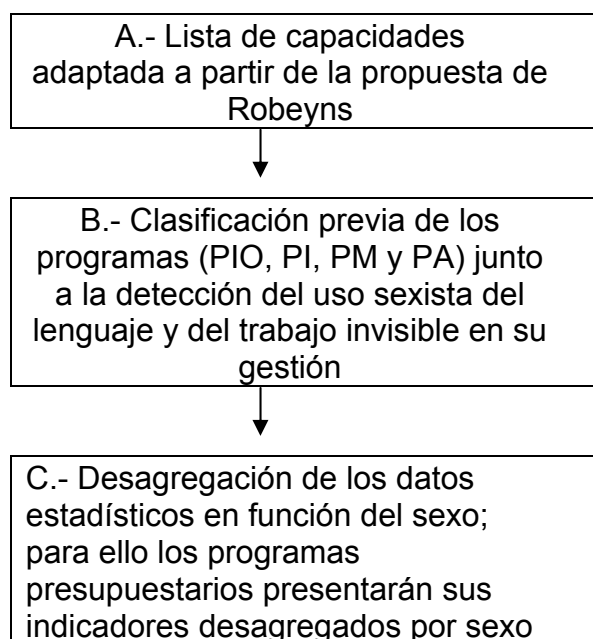 A.- Lista de capacidades
adaptada a partir de la propuesta de
Robeyns
B.- Clasificación previa de los
programas (PIO, PI, PM y PA) junto
a la detección del uso sexista del
lenguaje y del trabajo invisible en su
gestión
C.- Desagregación de los datos
estadísticos en función del sexo;
para ello los programas
presupuestarios presentarán sus
indicadores desagregados por sexo